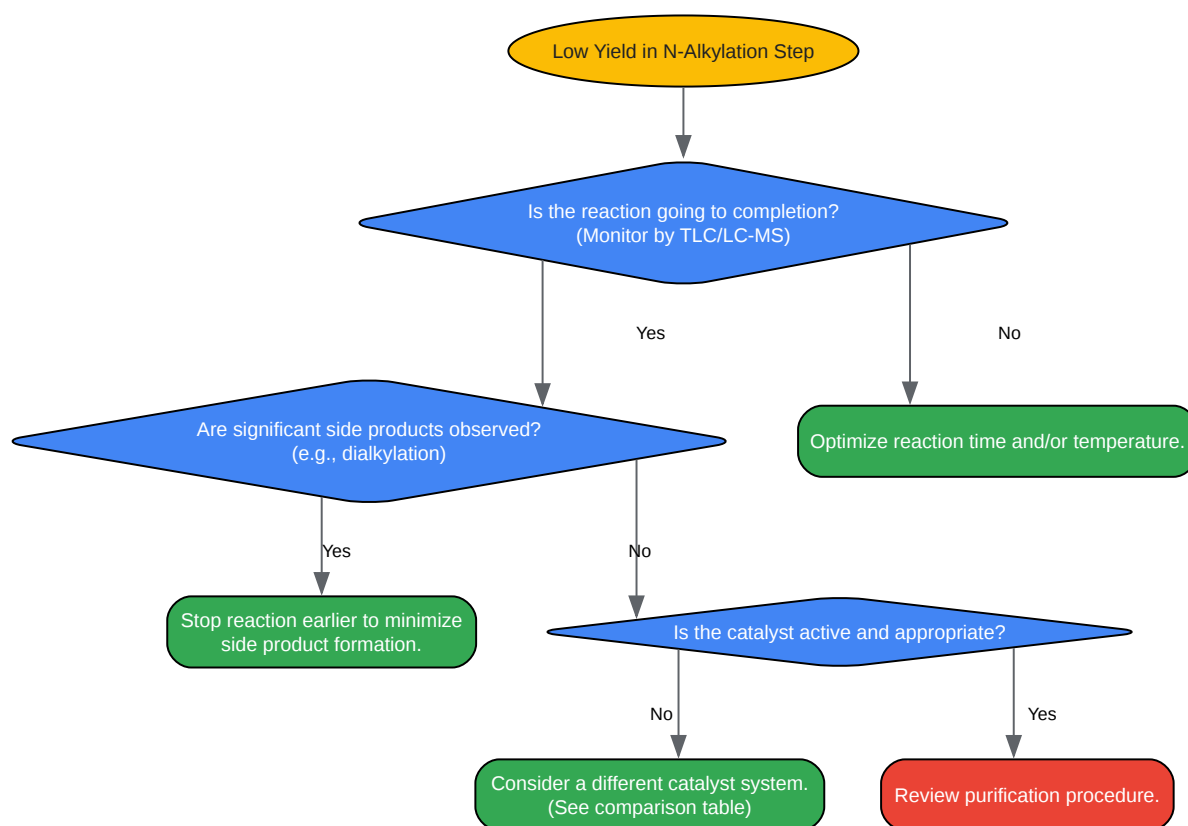 Low Yield in N-Alkylation Step
Is the reaction going to completion?
(Monitor by TLC/LC-MS)
Yes
No
Are significant side products observed?
(e.g., dialkylation)
Optimize reaction time and/or temperature.
Yes
No
Stop reaction earlier to minimize
side product formation.
Is the catalyst active and appropriate?
No
Yes
Consider a different catalyst system.
(See comparison table)
Review purification procedure.